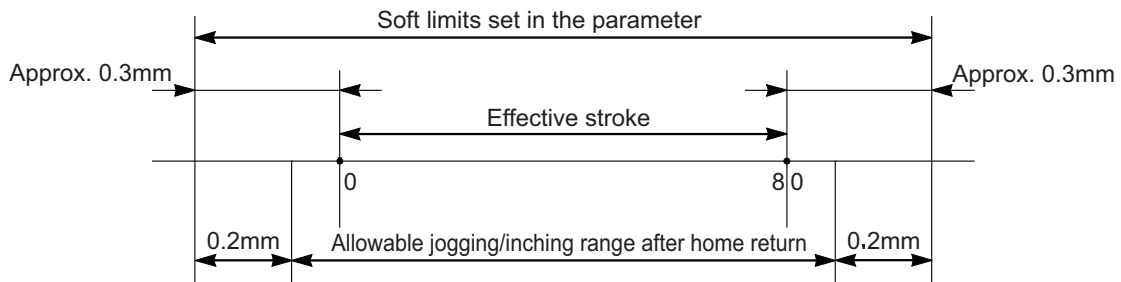 Soft limits set in the parameter
Approx. 0.3mm
Approx. 0.3mm
Effective stroke
0
80
0.2mm
Allowable jogging/inching range after home return
0.2mm